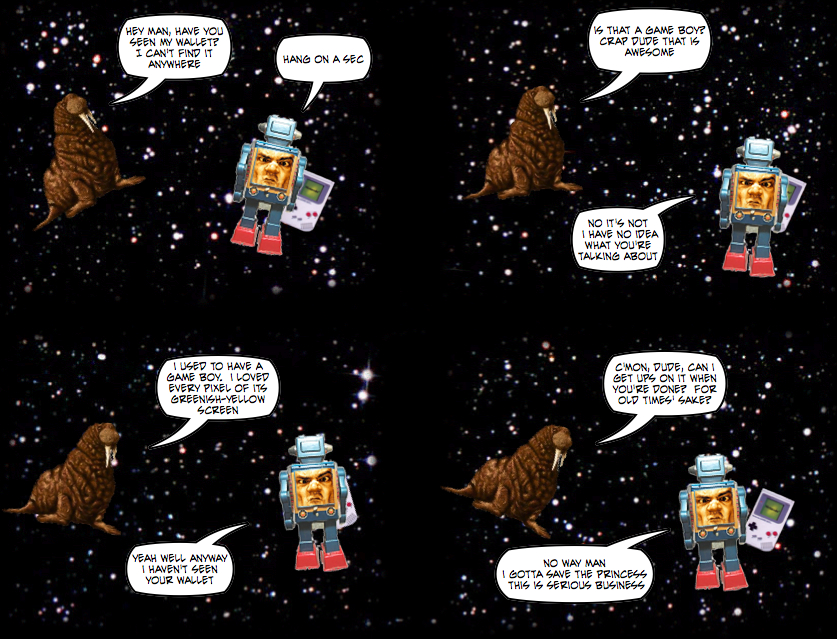 HEY MAN, HAVE YOU
SEEN MY WALLET?
I CAN'T FIND IT
ANYWHERE
HANG ON A SEC
IS THAT A GAME BOY?
CRAP DUDE THAT IS
AWESOME
NO IT'S NOT
I HAVE NO IDEA
WHAT YOU'RE
TALKING ABOUT
I USED TO HAVE A
GAME BOY. I LOVED
EVERY PIXEL OF ITS
GREENISH-YELLOW
SCREEN
YEAH WELL ANYWAY
I HAVEN'T SEEN
YOUR WALLET
C'MON, DUDE, CAN I
GET UPS ON IT WHEN
YOU'RE DONE? FOR
OLD TIMES' SAKE?
NO WAY MAN
I GOTTA SAVE THE PRINCESS
THIS IS SERIOUS BUSINESS